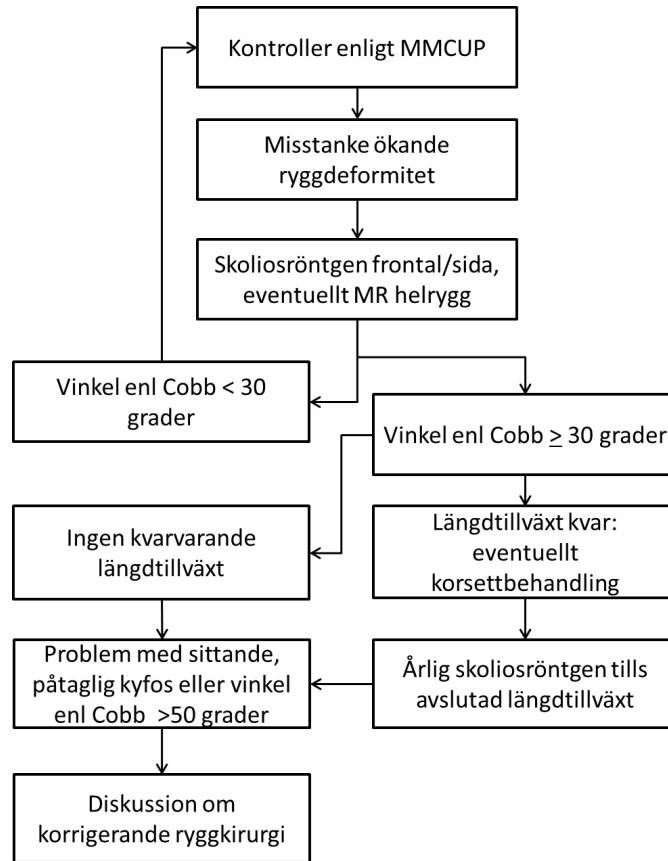 Kontroller enligt MMCUP
Misstanke ökande
ryggdeformitet
Skoliosröntgen frontal/sida,
eventuellt MR helrygg
Vinkel enl Cobb < 30
grader
Vinkel enl Cobb ≥ 30 grader
Ingen kvarvarande
längdtillväxt
Längdtillväxt kvar:
eventuellt
korsettbehandling
Problem med sittande,
påtaglig kyfos eller vinkel
enl Cobb >50 grader
Årlig skoliosröntgen tills
avslutad längdtillväxt
Diskussion om
korrigerande ryggkirurgi